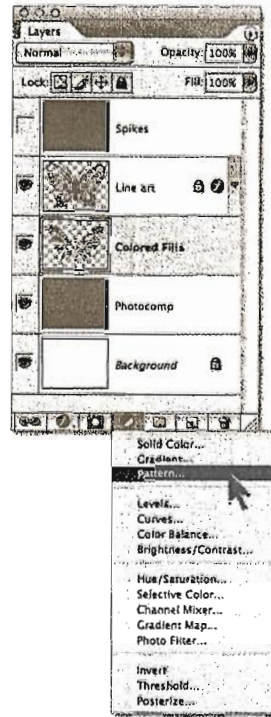 Layers
Normal Opacity: 100%
Lock: Fill: 100%
Spikes
Line art
Colored Fills
Photocomp
Background
Solid Color...
Gradient...
Pattern...
Levels...
Curves...
Color Balance...
Brightness/Contrast...
Hue/Saturation...
Selective Color...
Channel Mixer...
Gradient Map...
Photo Filter...
Invert
Threshold...
Posterize...